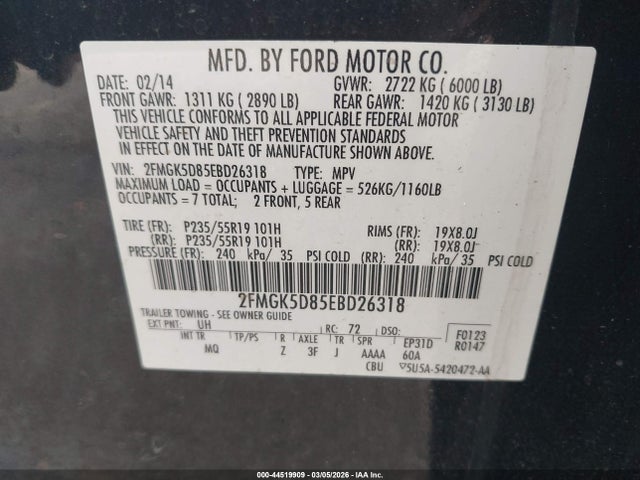 MFD. BY FORD MOTOR CO.
DATE: 02/14 GVWR: 2722 KG ( 6000 LB)
FRONT GAWR: 1311 KG ( 2890 LB) REAR GAWR: 1420 KG ( 3130 LB)
THIS VEHICLE CONFORMS TO ALL APPLICABLE FEDERAL MOTOR
VEHICLE SAFETY AND THEFT PREVENTION STANDARDS
IN EFFECT ON THE DATE OF MANUFACTURE SHOWN ABOVE.
VIN: 2FMGK5D85EBD26318 TYPE: MPV
MAXIMUM LOAD = OCCUPANTS + LUGGAGE = 526KG/1160LB
OCCUPANTS = 7 TOTAL; 2 FRONT, 5 REAR
TIRE (FR): P235/55R19 101H RIMS (FR): 19X8.0J
(RR): P235/55R19 101H (RR): 19X8.0J
PRESSURE (FR): 240 kPa/ 35 PSI COLD (RR): 240 kPa/ 35 PSI COLD
2FMGK5D85EBD26318
TRAILER TOWING - SEE OWNER GUIDE
EXT PNT: UH RC: 72 DSO: F0123
INT TR TP/PS R AXLE TR SPR EP31D R0147
MQ Z 3F J AAAA 60A
CBU 5U5A-5420472-AA
000-44519909 | 03/05/2026 | IAA Inc.